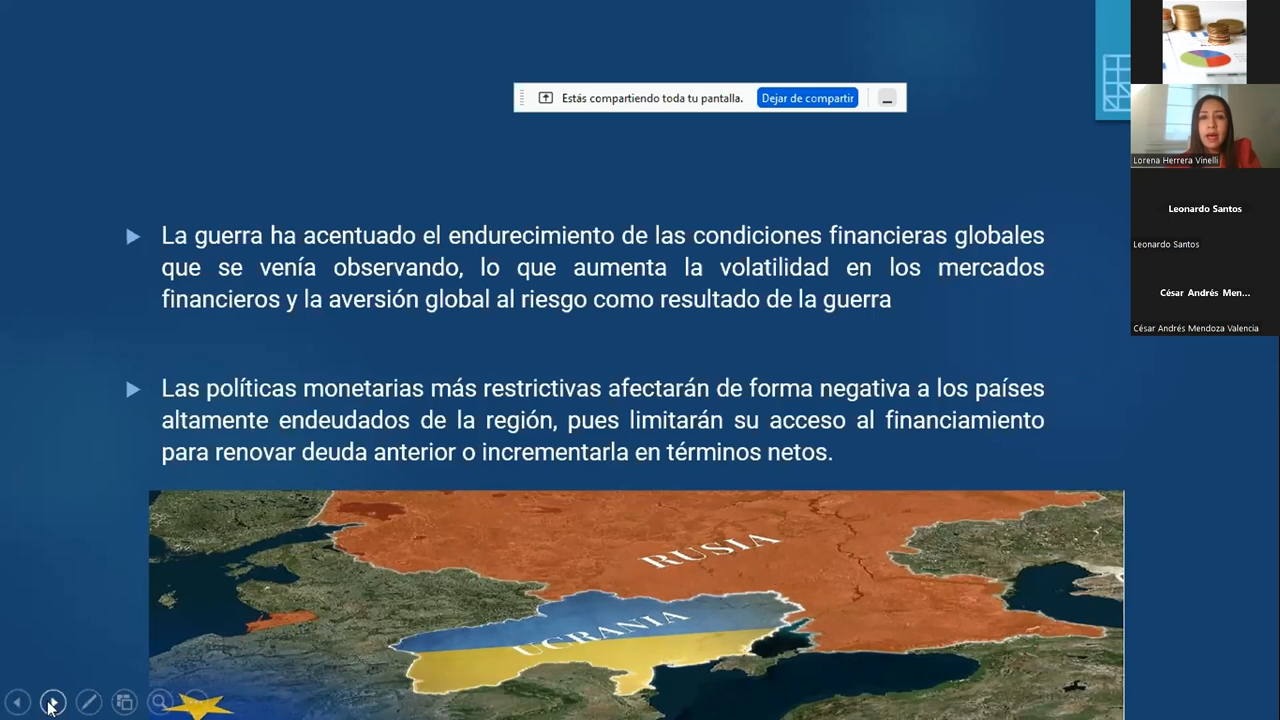 Estás compartiendo toda tu pantalla.
Dejar de compartir
La guerra ha acentuado el endurecimiento de las condiciones financieras globales
que se venía observando, lo que aumenta la volatilidad en los mercados
financieros y la aversión global al riesgo como resultado de la guerra
Las políticas monetarias más restrictivas afectarán de forma negativa a los países
altamente endeudados de la región, pues limitarán su acceso al financiamiento
para renovar deuda anterior o incrementarla en términos netos.
RUSIA
UCRANIA
Lorena Herrera Vinelli
Leonardo Santos
Leonardo Santos
César Andrés Men...
César Andrés Mendoza Valencia